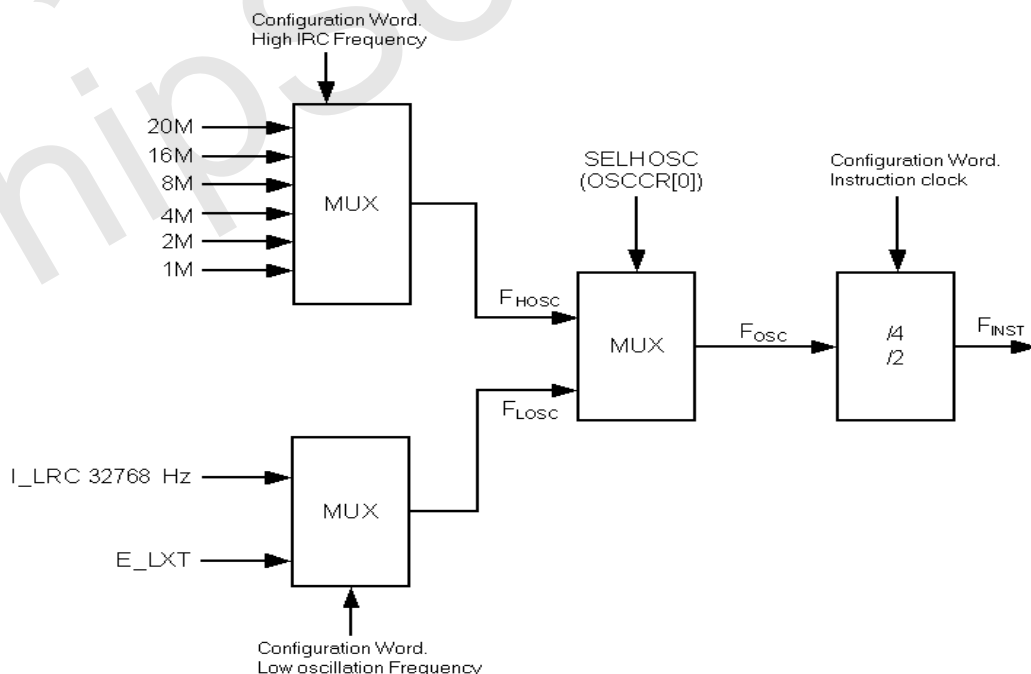 Configuration Word.
High IRC Frequency
20M
16M
8M
4M
2M
1M
MUX
SELHOSC
(OSCCR[0])
Configuration Word.
Instruction clock
FHOSC
MUX
FOSC
/4
/2
FINST
FLOSC
I_LRC 32768 Hz
MUX
E_LXT
Configuration Word.
Low oscillation Frequency